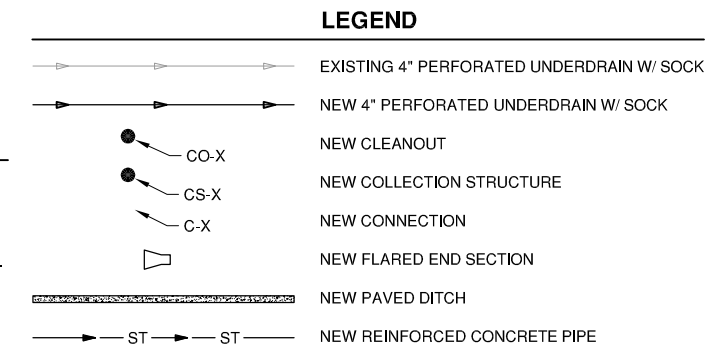 LEGEND
EXISTING 4" PERFORATED UNDERDRAIN W/ SOCK
NEW 4" PERFORATED UNDERDRAIN W/ SOCK
CO-X NEW CLEANOUT
CS-X NEW COLLECTION STRUCTURE
C-X NEW CONNECTION
NEW FLARED END SECTION
NEW PAVED DITCH
ST ST NEW REINFORCED CONCRETE PIPE